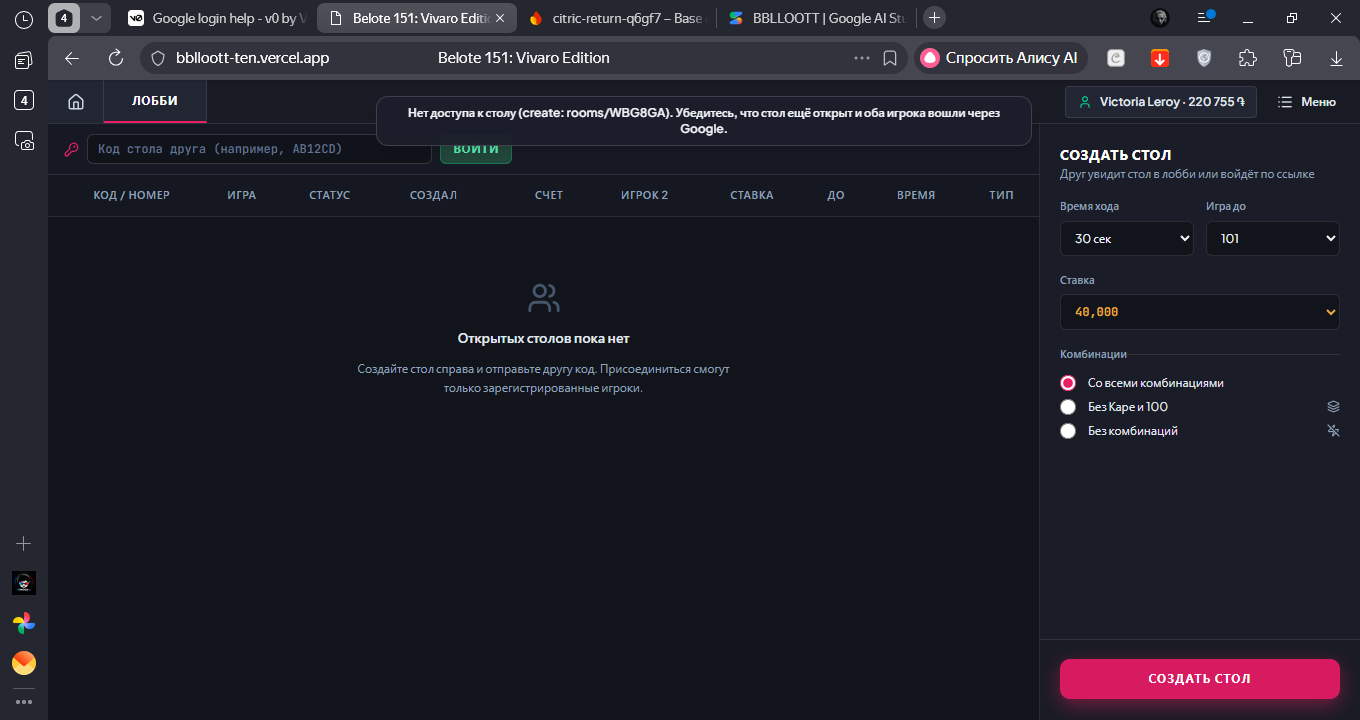 4
v0 Google login help - v0 by V
Belote 151: Vivaro Editi
citric-return-q6gf7 – Base
BBLLOOTT | Google AI Stu
bblloott-ten.vercel.app
Belote 151: Vivaro Edition
Спросить Алису AI
4
ЛОББИ
Нет доступа к столу (create: rooms/WBG8GA). Убедитесь, что стол ещё открыт и оба игрока вошли через
Google.
Victoria Leroy · 220 755 ֏
Меню
Код стола друга (например, AB12CD)
ВОЙТИ
КОД / НОМЕР
ИГРА
СТАТУС
СОЗДАЛ
СЧЕТ
ИГРОК 2
СТАВКА
ДО
ВРЕМЯ
ТИП
Открытых столов пока нет
Создайте стол справа и отправьте другу код. Присоединиться смогут
только зарегистрированные игроки.
СОЗДАТЬ СТОЛ
Друг увидит стол в лобби или войдёт по ссылке
Время хода
Игра до
30 сек
101
Ставка
40,000
Комбинации
Со всеми комбинациями
Без Каре и 100
Без комбинаций
СОЗДАТЬ СТОЛ